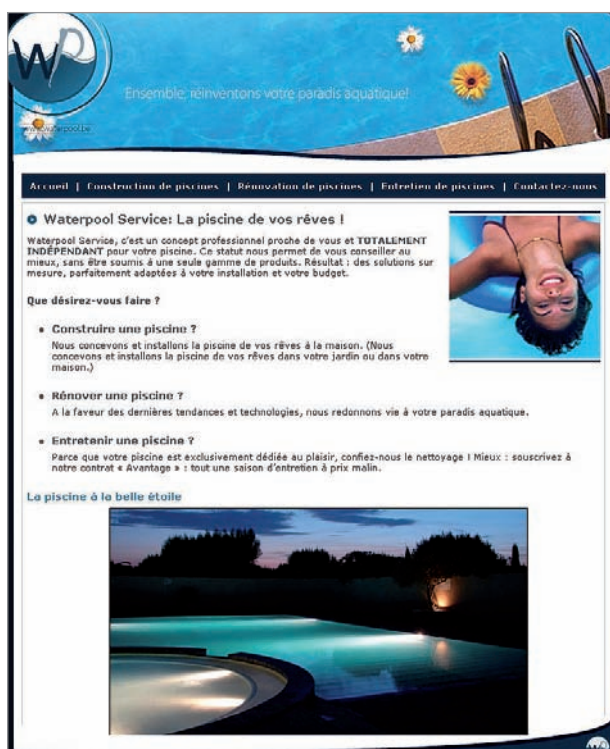 WP
Ensemble, réinventons votre paradis aquatique!
www.waterpool.be
Accueil | Construction de piscines | Rénovation de piscines | Entretien de piscines | Contactez-nous
Waterpool Service: La piscine de vos rêves !
Waterpool Service, c'est un concept professionnel proche de vous et TOTALEMENT
INDÉPENDANT pour votre piscine. Ce statut nous permet de vous conseiller au
mieux, sans être soumis à une seule gamme de produits. Résultat : des solutions sur
mesure, parfaitement adaptées à votre installation et votre budget.
Que désirez-vous faire ?
• Construire une piscine ?
Nous concevons et installons la piscine de vos rêves à la maison. (Nous
concevons et installons la piscine de vos rêves dans votre jardin ou dans votre
maison.)
• Rénover une piscine ?
A la faveur des dernières tendances et technologies, nous redonnons vie à votre paradis aquatique.
• Entretenir une piscine ?
Parce que votre piscine est exclusivement dédiée au plaisir, confiez-nous le nettoyage ! Mieux : souscrivez à
notre contrat « Avantage » : tout une saison d'entretien à prix malin.
La piscine à la belle étoile